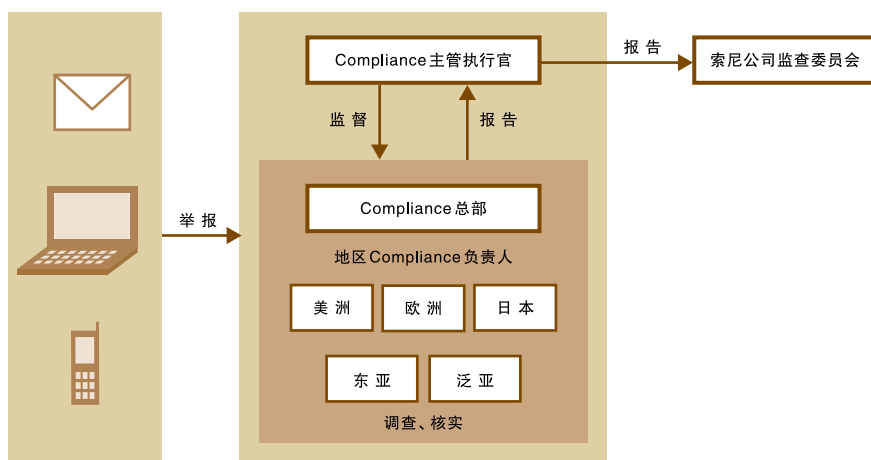 Compliance主管执行官
报告
索尼公司监查委员会
监督
报告
举报
Compliance总部
地区Compliance负责人
美洲
欧洲
日本
东亚
泛亚
调查、核实